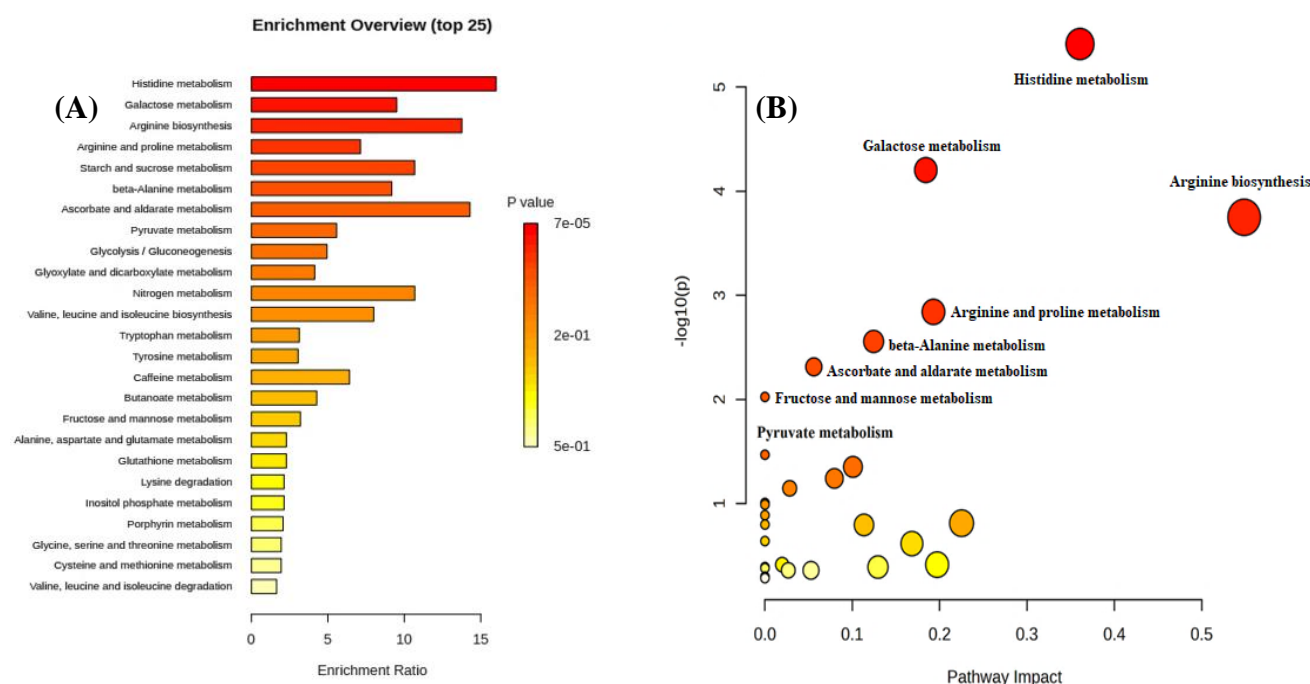 Enrichment Overview (top 25)
(A)
Histidine metabolism
Galactose metabolism
Arginine biosynthesis
Arginine and proline metabolism
Starch and sucrose metabolism
beta-Alanine metabolism
Ascorbate and aldarate metabolism
Pyruvate metabolism
Glycolysis / Gluconeogenesis
Glyoxylate and dicarboxylate metabolism
Nitrogen metabolism
Valine, leucine and isoleucine biosynthesis
Tryptophan metabolism
Tyrosine metabolism
Caffeine metabolism
Butanoate metabolism
Fructose and mannose metabolism
Alanine, aspartate and glutamate metabolism
Glutathione metabolism
Lysine degradation
Inositol phosphate metabolism
Porphyrin metabolism
Glycine, serine and threonine metabolism
Cysteine and methionine metabolism
Valine, leucine and isoleucine degradation
0 5 10 15
Enrichment Ratio
P value
7e-05
2e-01
5e-01
(B)
Histidine metabolism
Galactose metabolism
Arginine biosynthesis
Arginine and proline metabolism
beta-Alanine metabolism
Ascorbate and aldarate metabolism
Fructose and mannose metabolism
Pyruvate metabolism
5
4
3
2
1
-log10(p)
0.0 0.1 0.2 0.3 0.4 0.5
Pathway Impact